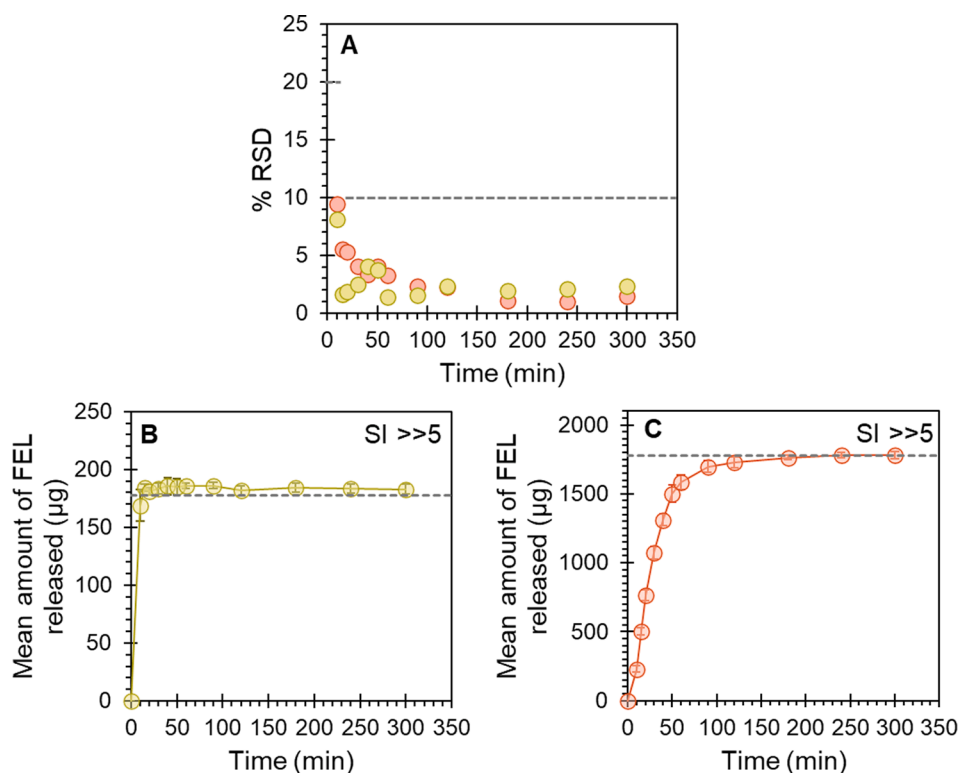 A
25
20
15
10
5
0
% RSD
0 50 100 150 200 250 300 350
Time (min)
B
SI >>5
250
200
150
100
50
0
Mean amount of FEL
released (µg)
0 50 100 150 200 250 300 350
Time (min)
C
SI >>5
2000
1500
1000
500
0
Mean amount of FEL
released (µg)
0 50 100 150 200 250 300 350
Time (min)